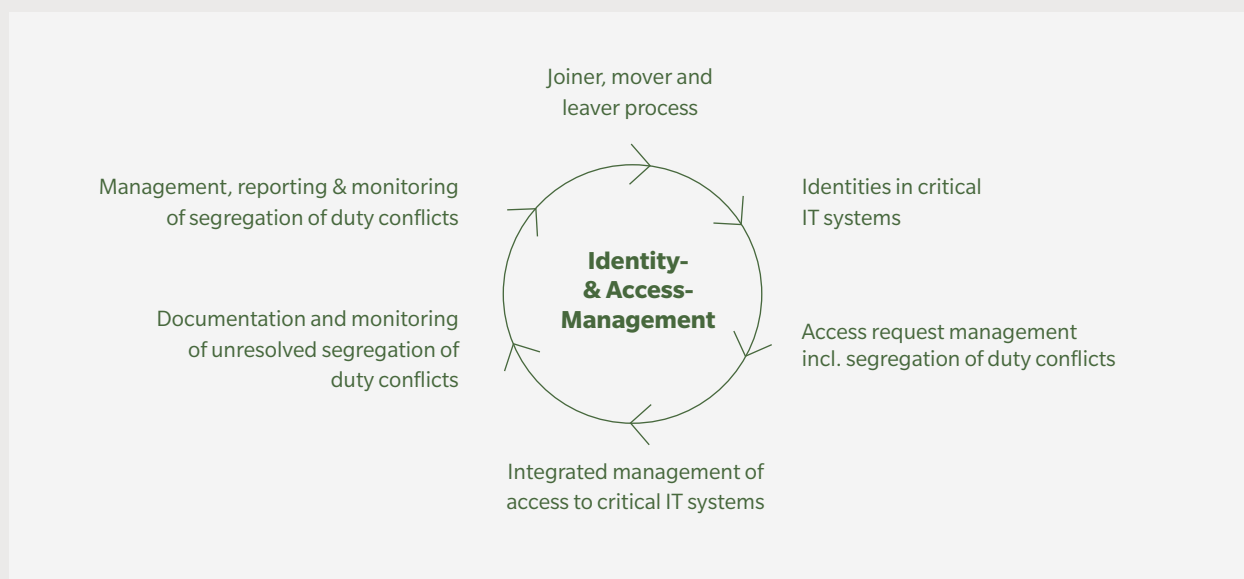 Joiner, mover and
leaver process
Identities in critical
IT systems
Access request management
incl. segregation of duty conflicts
Integrated management of
access to critical IT systems
Documentation and monitoring
of unresolved segregation of
duty conflicts
Management, reporting & monitoring
of segregation of duty conflicts
Identity-
& Access-
Management